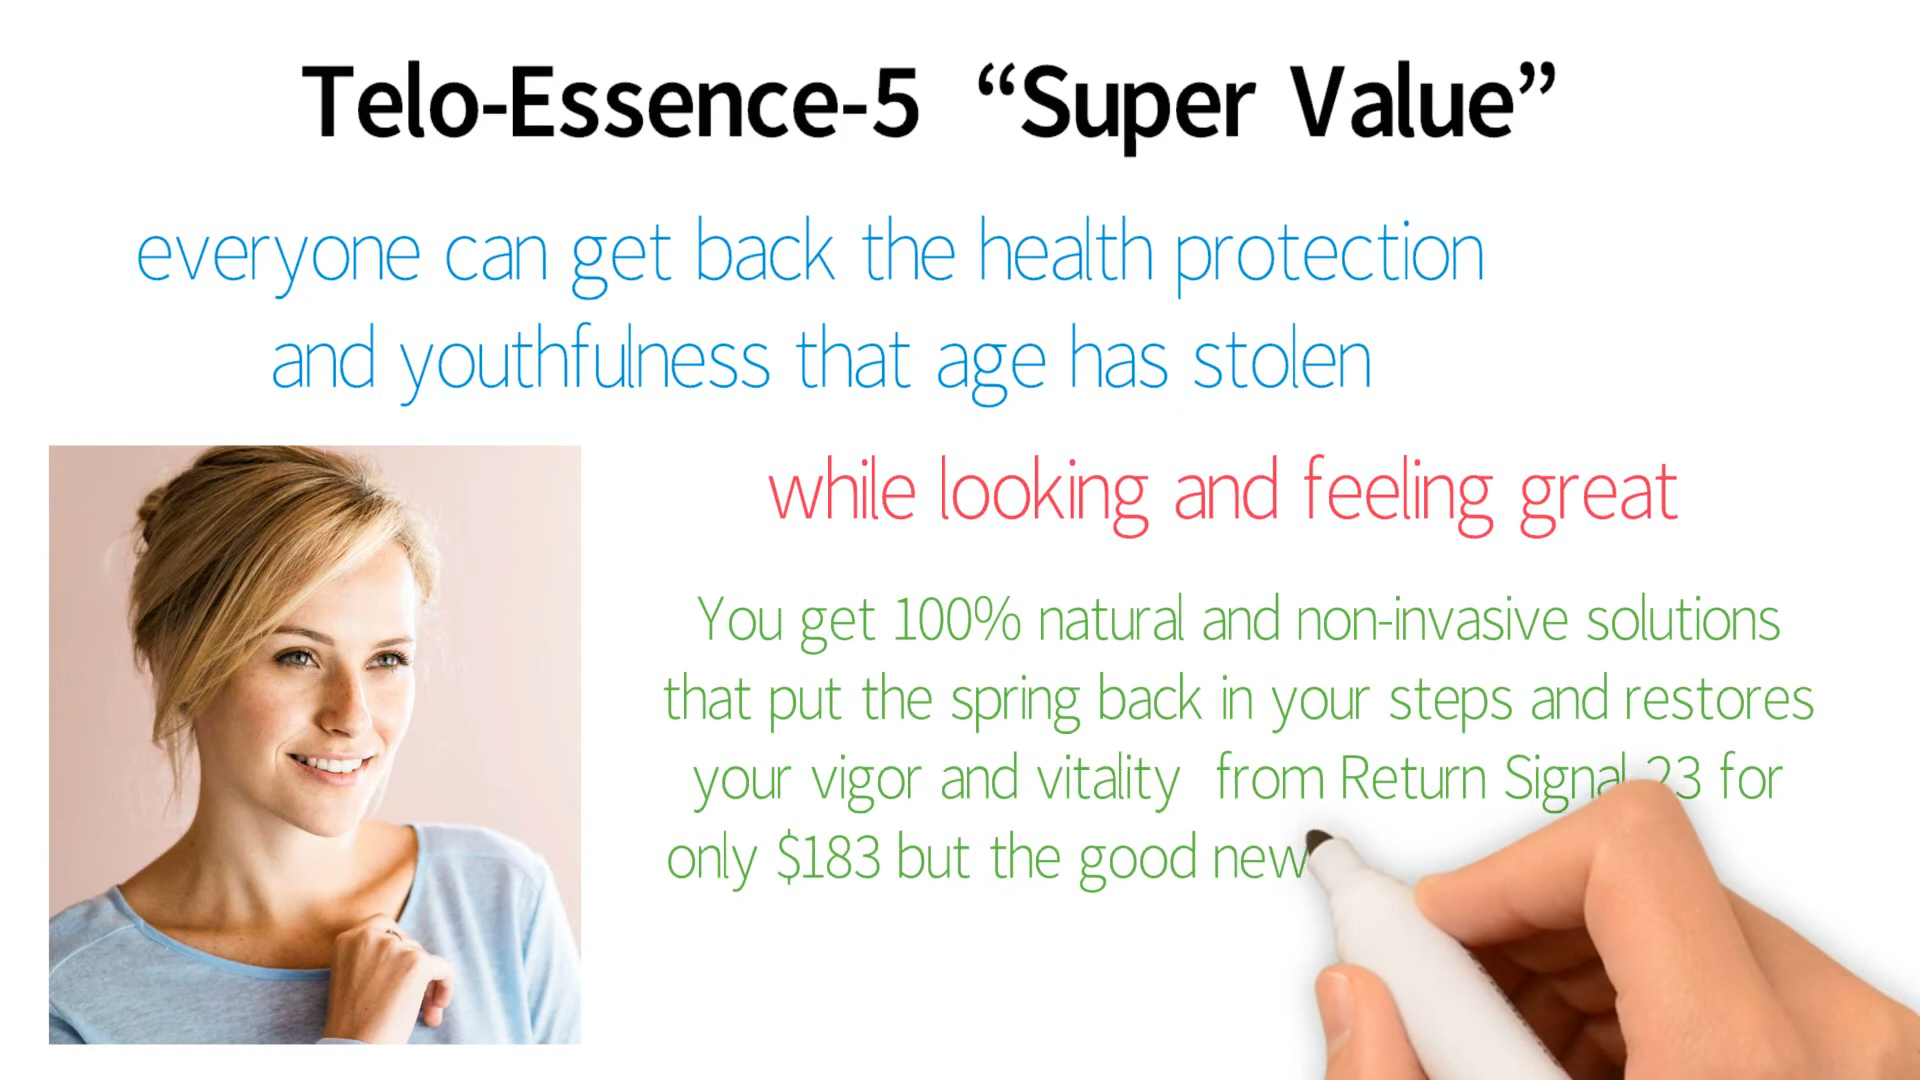 Telo-Essence-5 “Super Value”
everyone can get back the health protection
and youthfulness that age has stolen
while looking and feeling great
You get 100% natural and non-invasive solutions
that put the spring back in your steps and restores
your vigor and vitality from Return Signal 23 for
only $183 but the good new